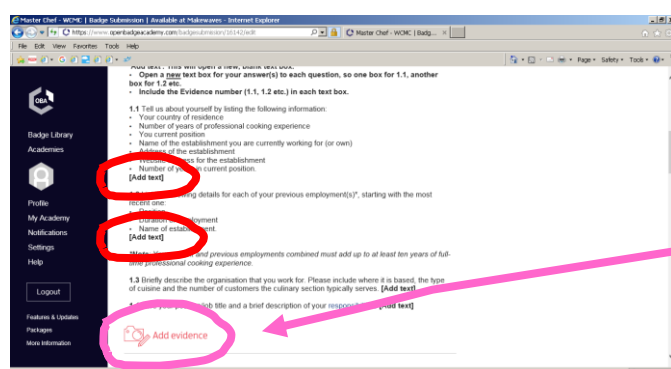 Master Chef - WCMC | Badge Submission | Available at Makewaves - Internet Explorer
https://www.openbadgeacademy.com/badgesubmission/16142/edit
Master Chef - WCMC | Badg...
File Edit View Favorites Tools Help
Page Safety Tools
"Add text". This will open a new, blank text box.
Open a new text box for your answer(s) to each question, so one box for 1.1, another
box for 1.2 etc.
Include the Evidence number (1.1, 1.2 etc.) in each text box.
OBA
Badge Library
Academies
Profile
My Academy
Notifications
Settings
Help
Logout
Features & Updates
Packages
More Information
1.1 Tell us about yourself by listing the following information:
Your country of residence
Number of years of professional cooking experience
You current position
Name of the establishment you are currently working for (or own)
Address of the establishment
for the establishment
Number of in current position.
[Add text]
details for each of your previous employment(s)*, starting with the most
recent one.
Name of establishment.
[Add text]
and previous employments combined must add up to at least ten years of full-
time professional cooking experience.
1.3 Briefly describe the organisation that you work for. Please include where it is based, the type
of cuisine and the number of customers the culinary section typically serves. [Add text]
job title and a brief description of your [Add text]
Add evidence